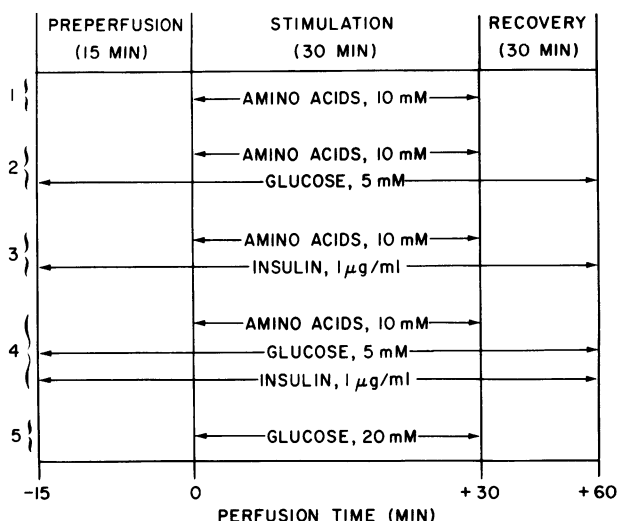 PREPERFUSION STIMULATION RECOVERY
(15 MIN) (30 MIN) (30 MIN)
1 AMINO ACIDS, 10 mM
2 AMINO ACIDS, 10 mM
GLUCOSE, 5 mM
3 AMINO ACIDS, 10 mM
INSULIN, 1 µg/ml
4 AMINO ACIDS, 10 mM
GLUCOSE, 5 mM
INSULIN, 1 µg/ml
5 GLUCOSE, 20 mM
-15 0 +30 +60
PERFUSION TIME (MIN)